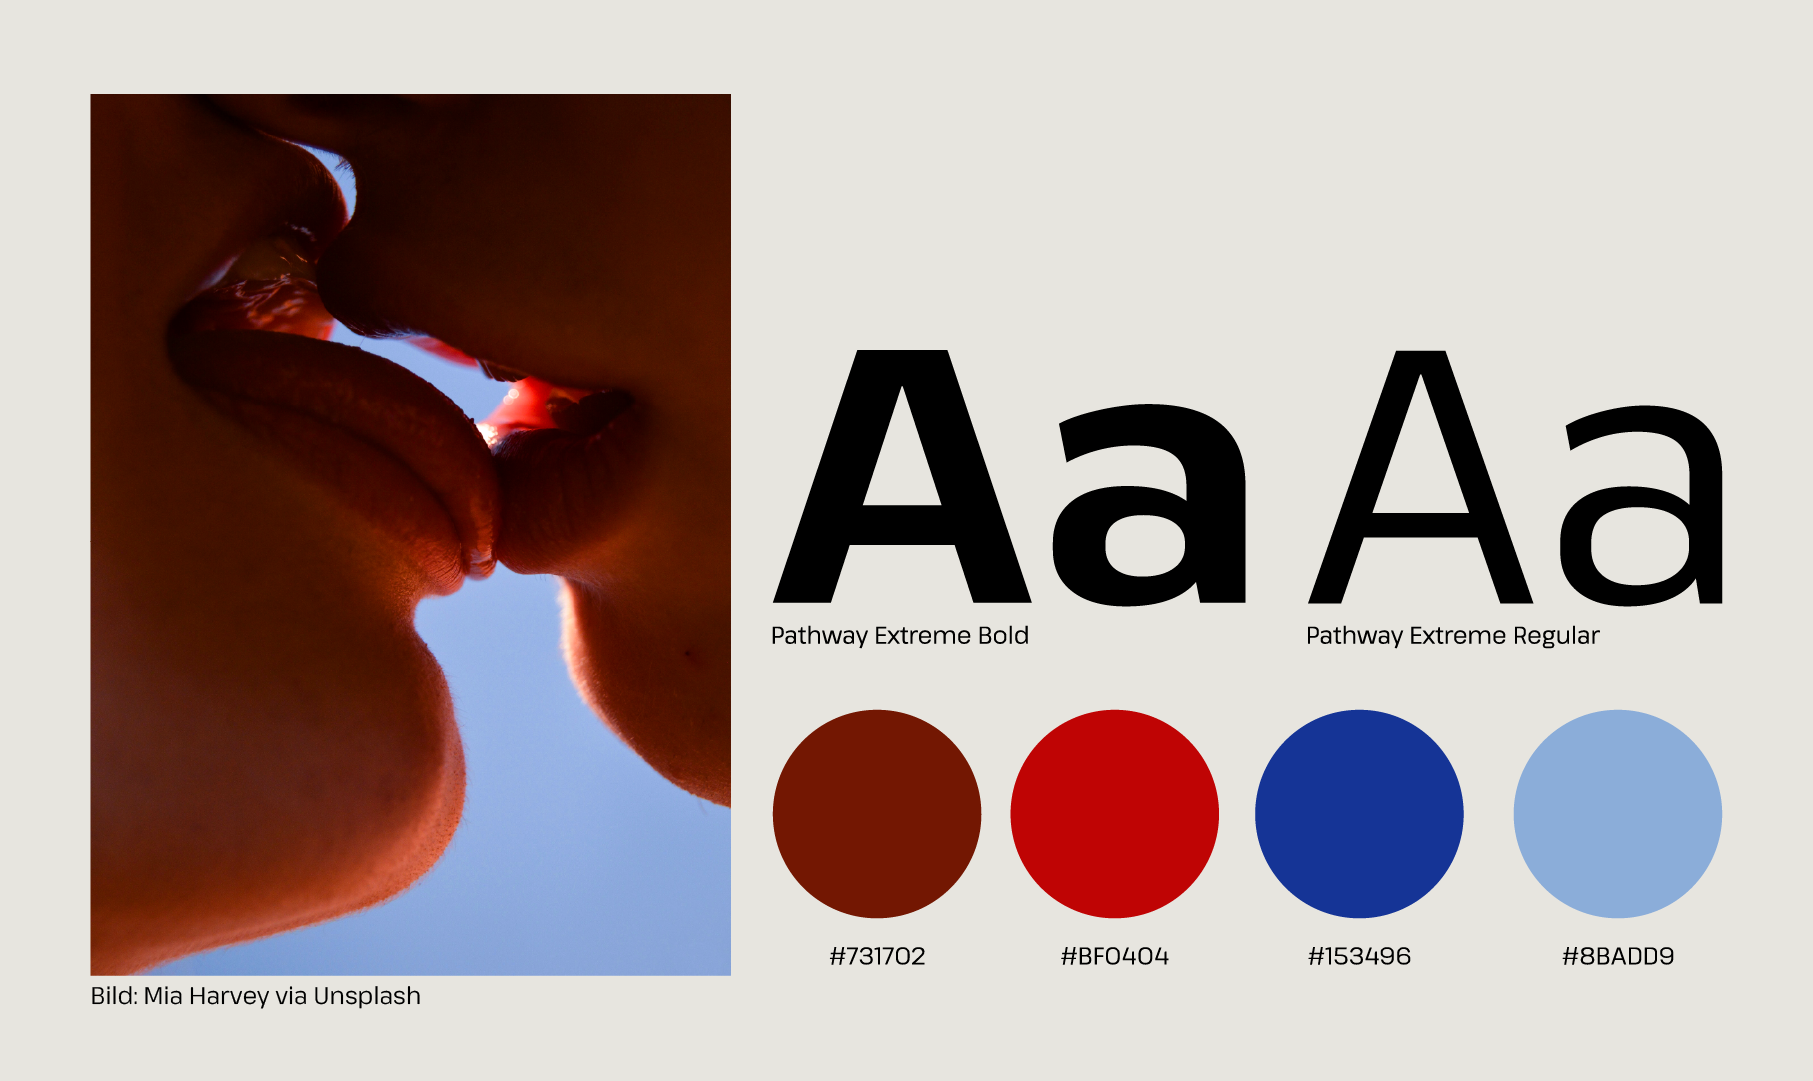 Aa
Aa
Pathway Extreme Bold
Pathway Extreme Regular
#731702
#BF0404
#153496
#8BADD9
Bild: Mia Harvey via Unsplash